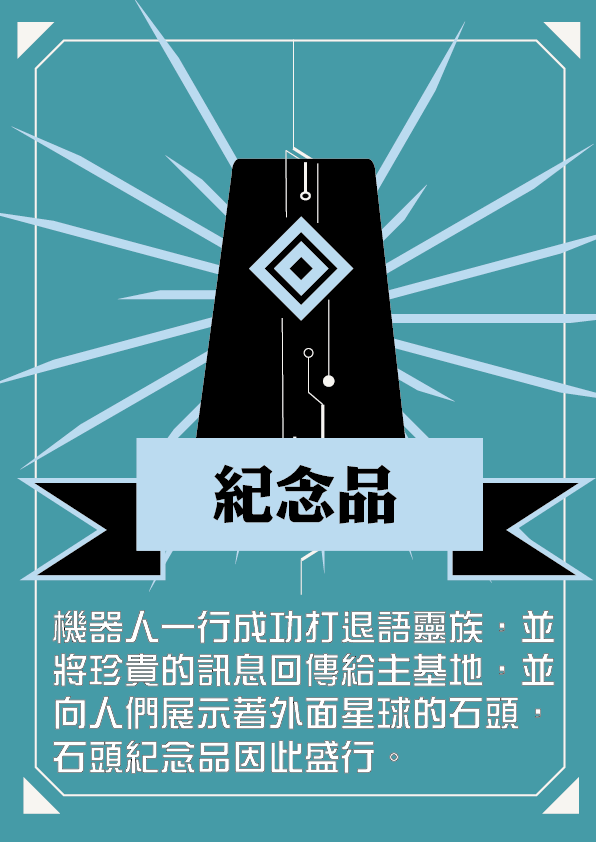 紀念品
機器人一行成功打退語靈族，並
將珍貴的訊息回傳給主基地，並
向人們展示著外面星球的石頭，
石頭紀念品因此盛行。